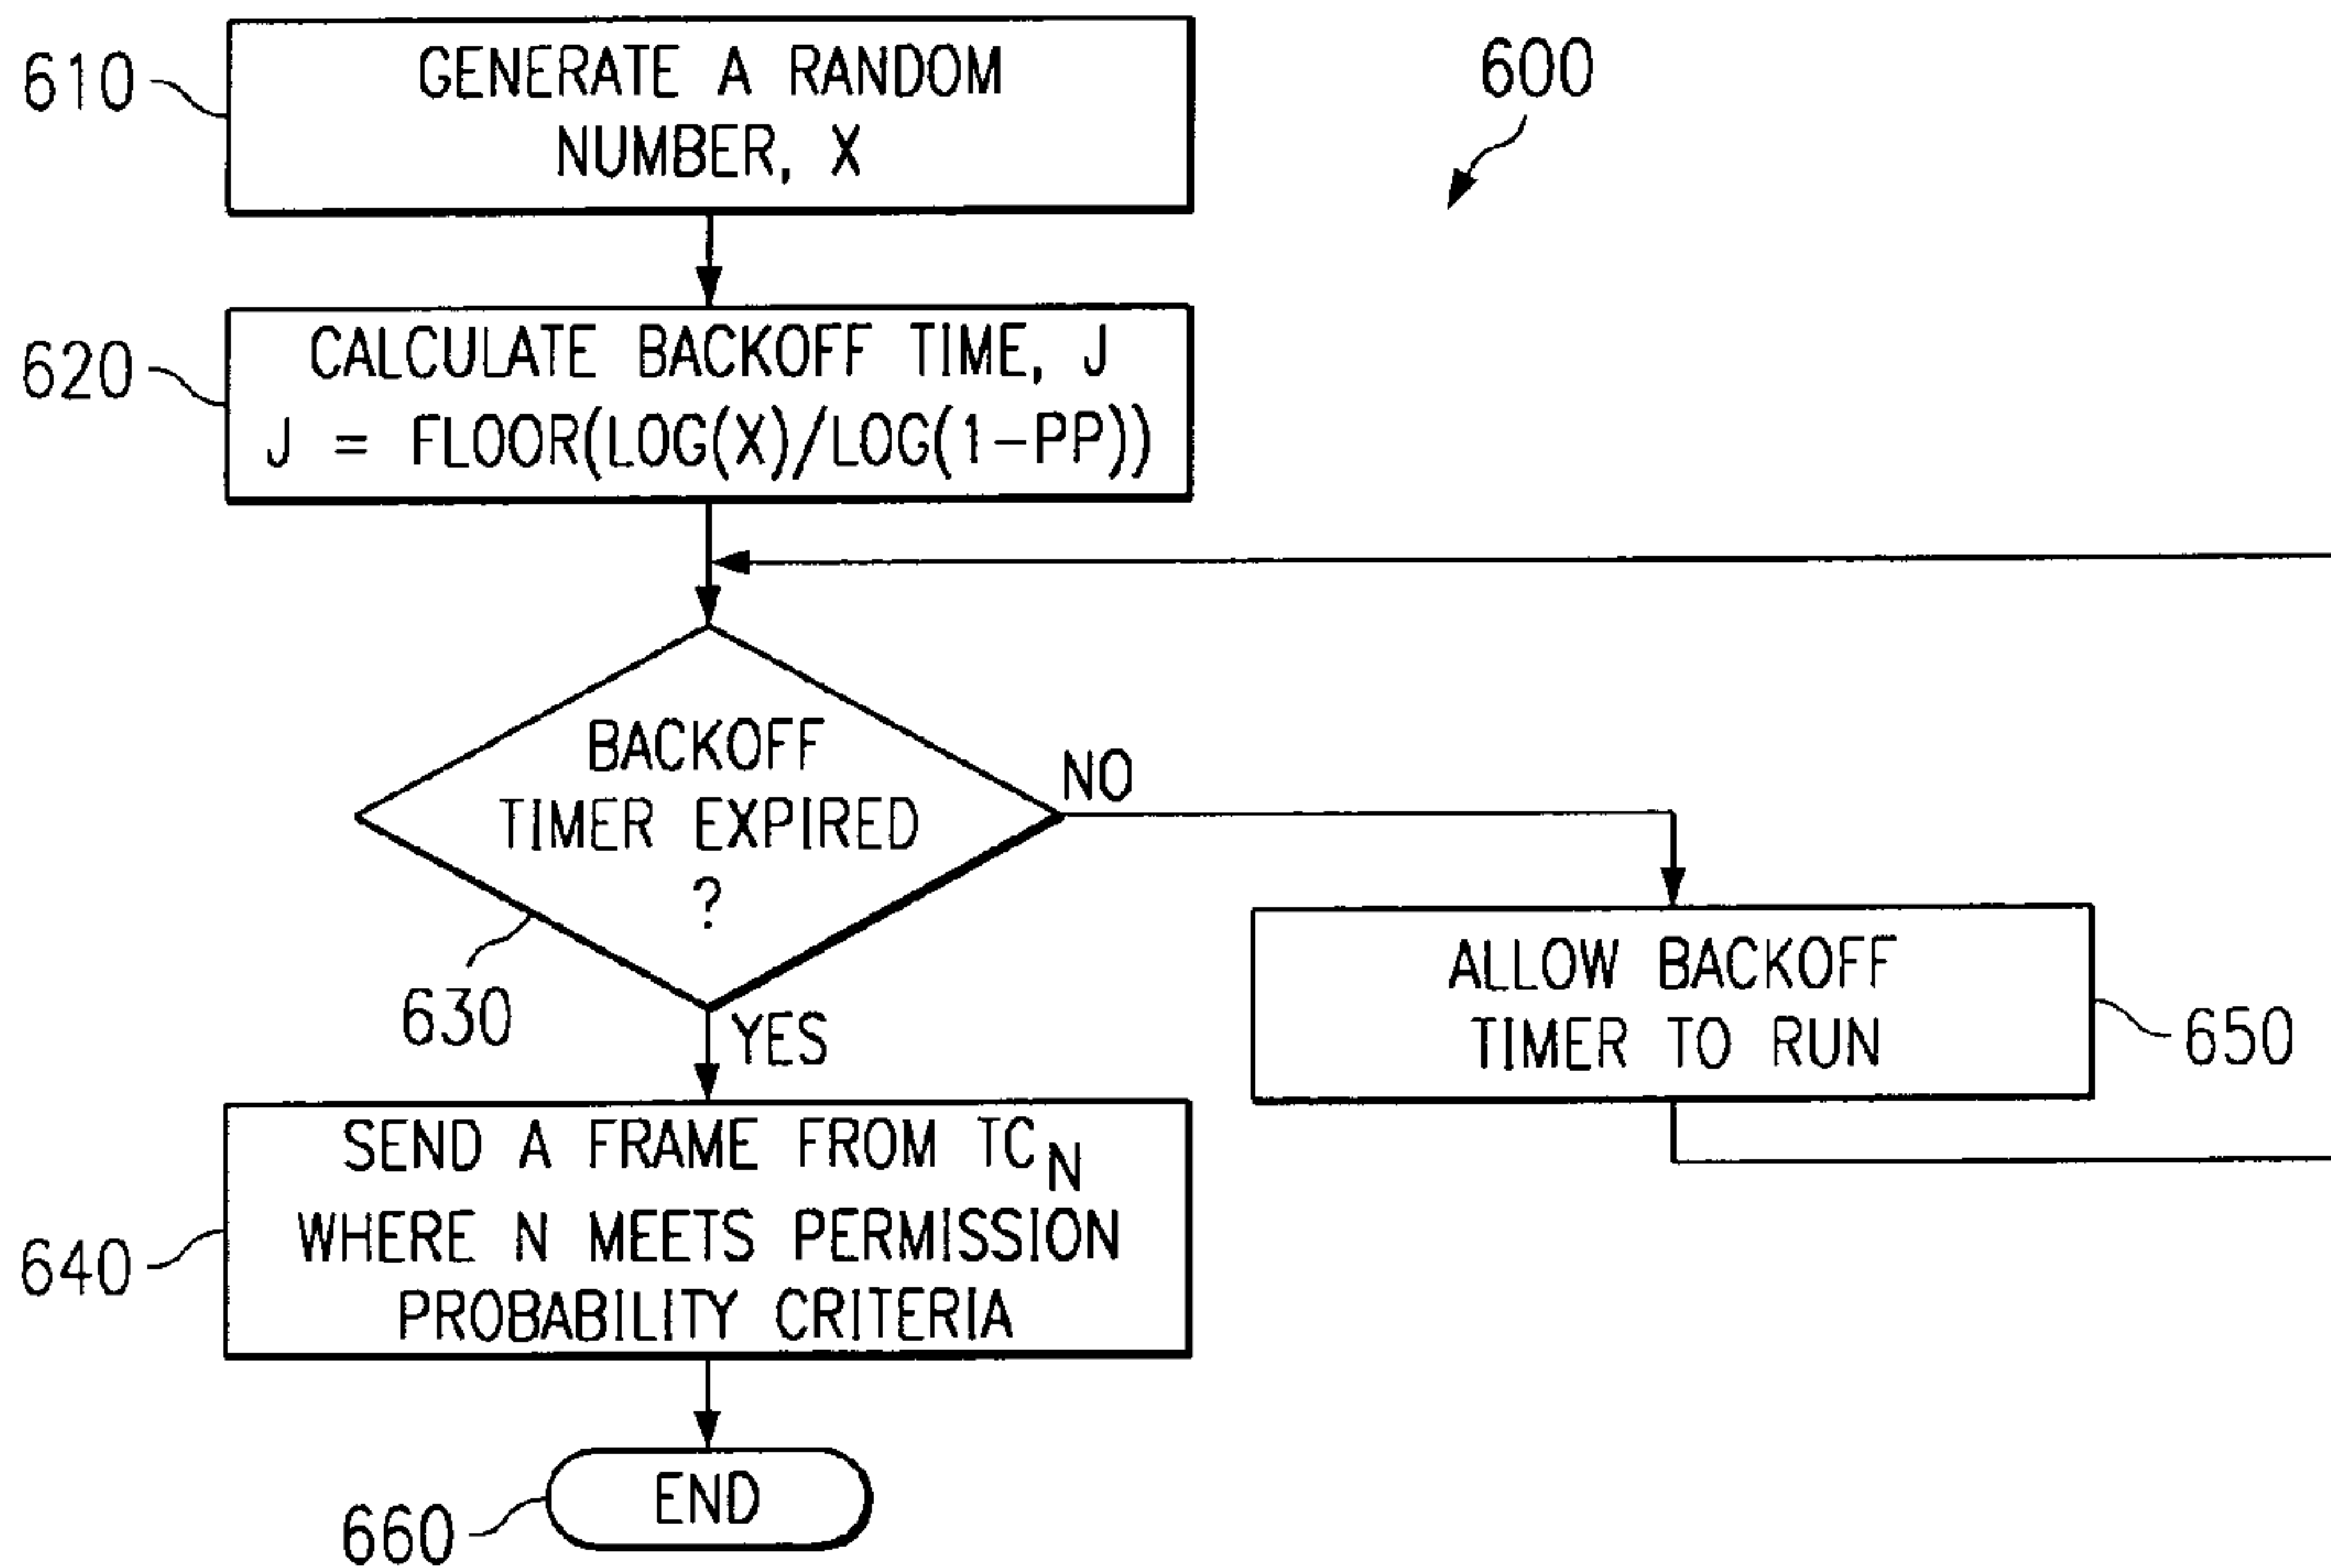 610
GENERATE A RANDOM
NUMBER, X
600
620
CALCULATE BACKOFF TIME, J
J = FLOOR(LOG(X)/LOG(1-PP))
BACKOFF
TIMER EXPIRED
?
NO
630
YES
ALLOW BACKOFF
TIMER TO RUN
650
640
SEND A FRAME FROM TCN
WHERE N MEETS PERMISSION
PROBABILITY CRITERIA
660
END